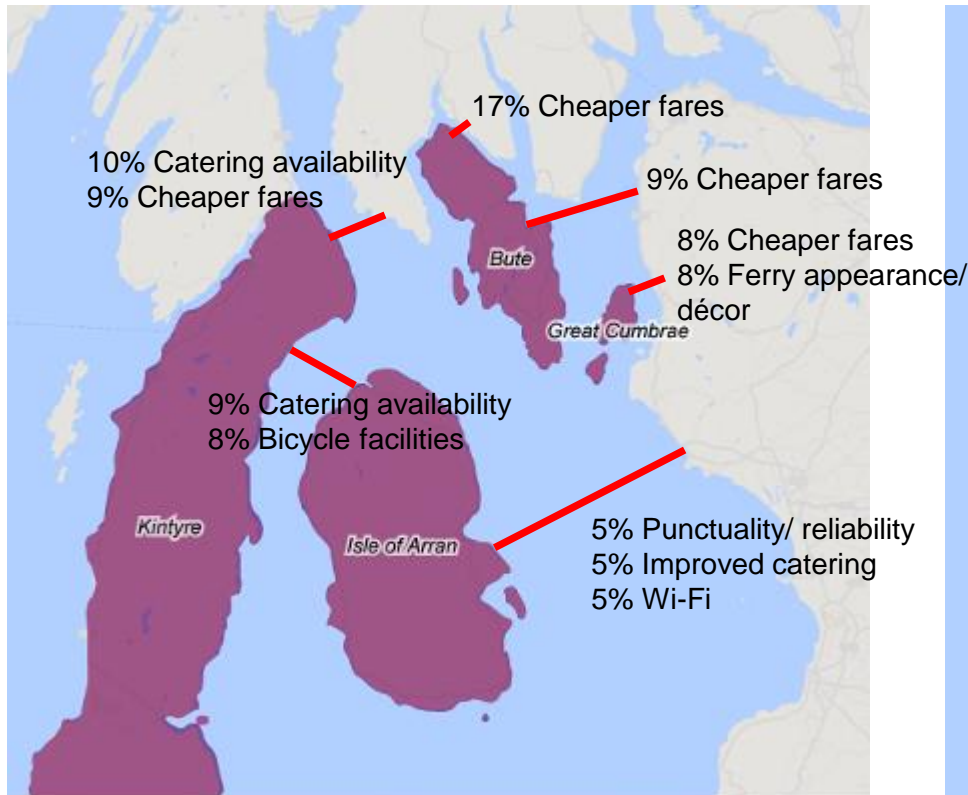 17% Cheaper fares
10% Catering availability
9% Cheaper fares
9% Cheaper fares
8% Cheaper fares
8% Ferry appearance/
décor
Bute
Great Cumbrae
9% Catering availability
8% Bicycle facilities
Kintyre
Isle of Arran
5% Punctuality/ reliability
5% Improved catering
5% Wi-Fi